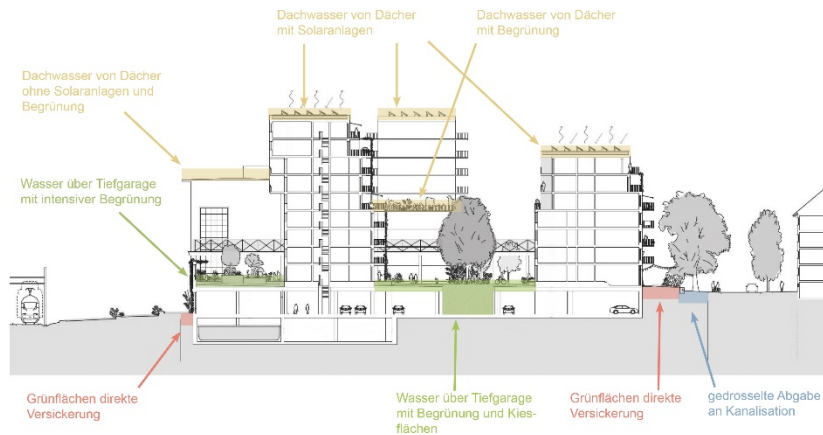 Dachwasser von Dächer
mit Solaranlagen
Dachwasser von Dächer
mit Begrünung
Dachwasser von Dächer
ohne Solaranlagen und
Begrünung
Wasser über Tiefgarage
mit intensiver Begrünung
Grünflächen direkte
Versickerung
Wasser über Tiefgarage
mit Begrünung und Kies-
flächen
Grünflächen direkte
Versickerung
gedrosselte Abgabe
an Kanalisation